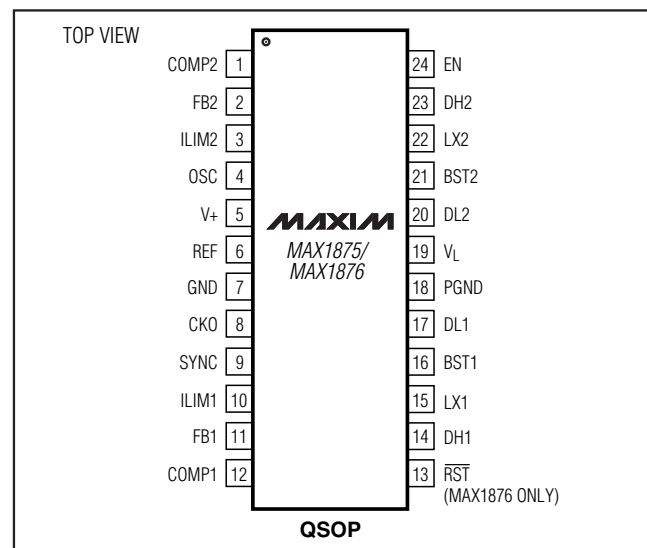 TOP VIEW
COMP2 1
FB2 2
ILIM2 3
OSC 4
V+ 5
REF 6
GND 7
CKO 8
SYNC 9
ILIM1 10
FB1 11
COMP1 12
MAXIM
MAX1875/
MAX1876
24 EN
23 DH2
22 LX2
21 BST2
20 DL2
19 VL
18 PGND
17 DL1
16 BST1
15 LX1
14 DH1
13 RST
(MAX1876 ONLY)
QSOP